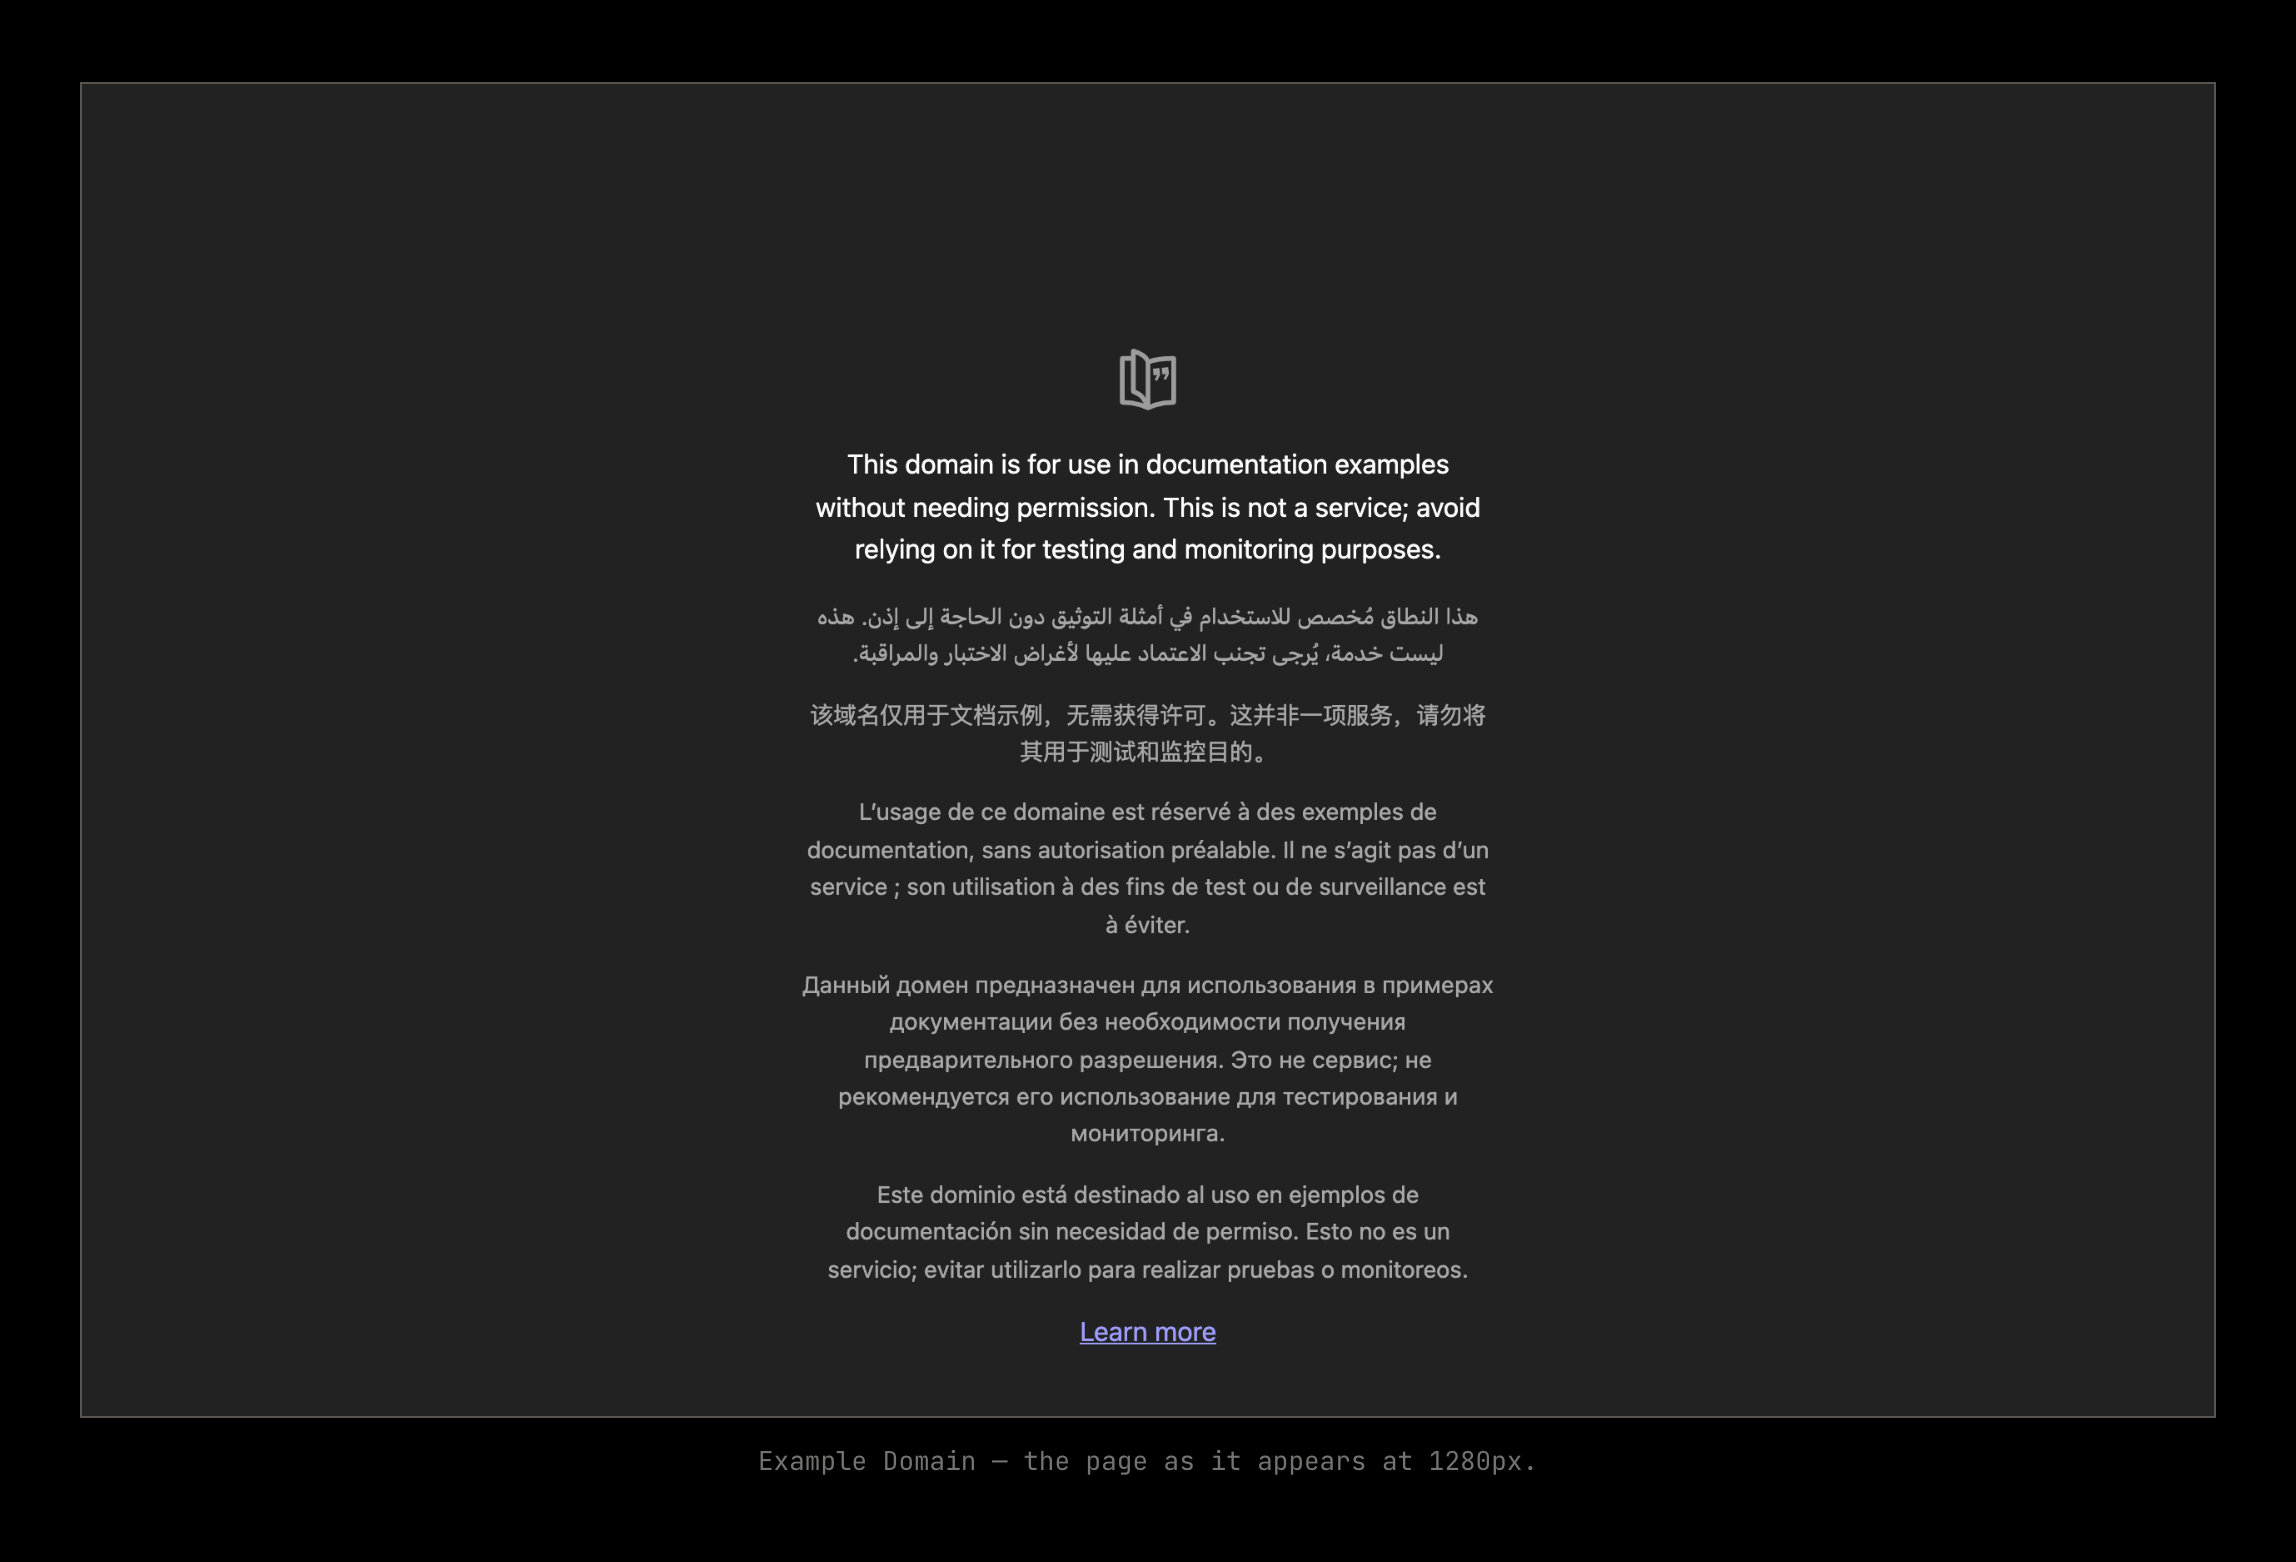 This domain is for use in documentation examples
without needing permission. This is not a service; avoid
relying on it for testing and monitoring purposes.
هذا النطاق مُخصص للاستخدام في أمثلة التوثيق دون الحاجة إلى إذن. هذه
ليست خدمة، يُرجى تجنب الاعتماد عليها لأغراض الاختبار والمراقبة.
该域名仅用于文档示例，无需获得许可。这并非一项服务，请勿将
其用于测试和监控目的。
L’usage de ce domaine est réservé à des exemples de
documentation, sans autorisation préalable. Il ne s’agit pas d’un
service ; son utilisation à des fins de test ou de surveillance est
à éviter.
Данный домен предназначен для использования в примерах
документации без необходимости получения
предварительного разрешения. Это не сервис; не
рекомендуется его использование для тестирования и
мониторинга.
Este dominio está destinado al uso en ejemplos de
documentación sin necesidad de permiso. Esto no es un
servicio; evitar utilizarlo para realizar pruebas o monitoreos.
Learn more
Example Domain — the page as it appears at 1280px.